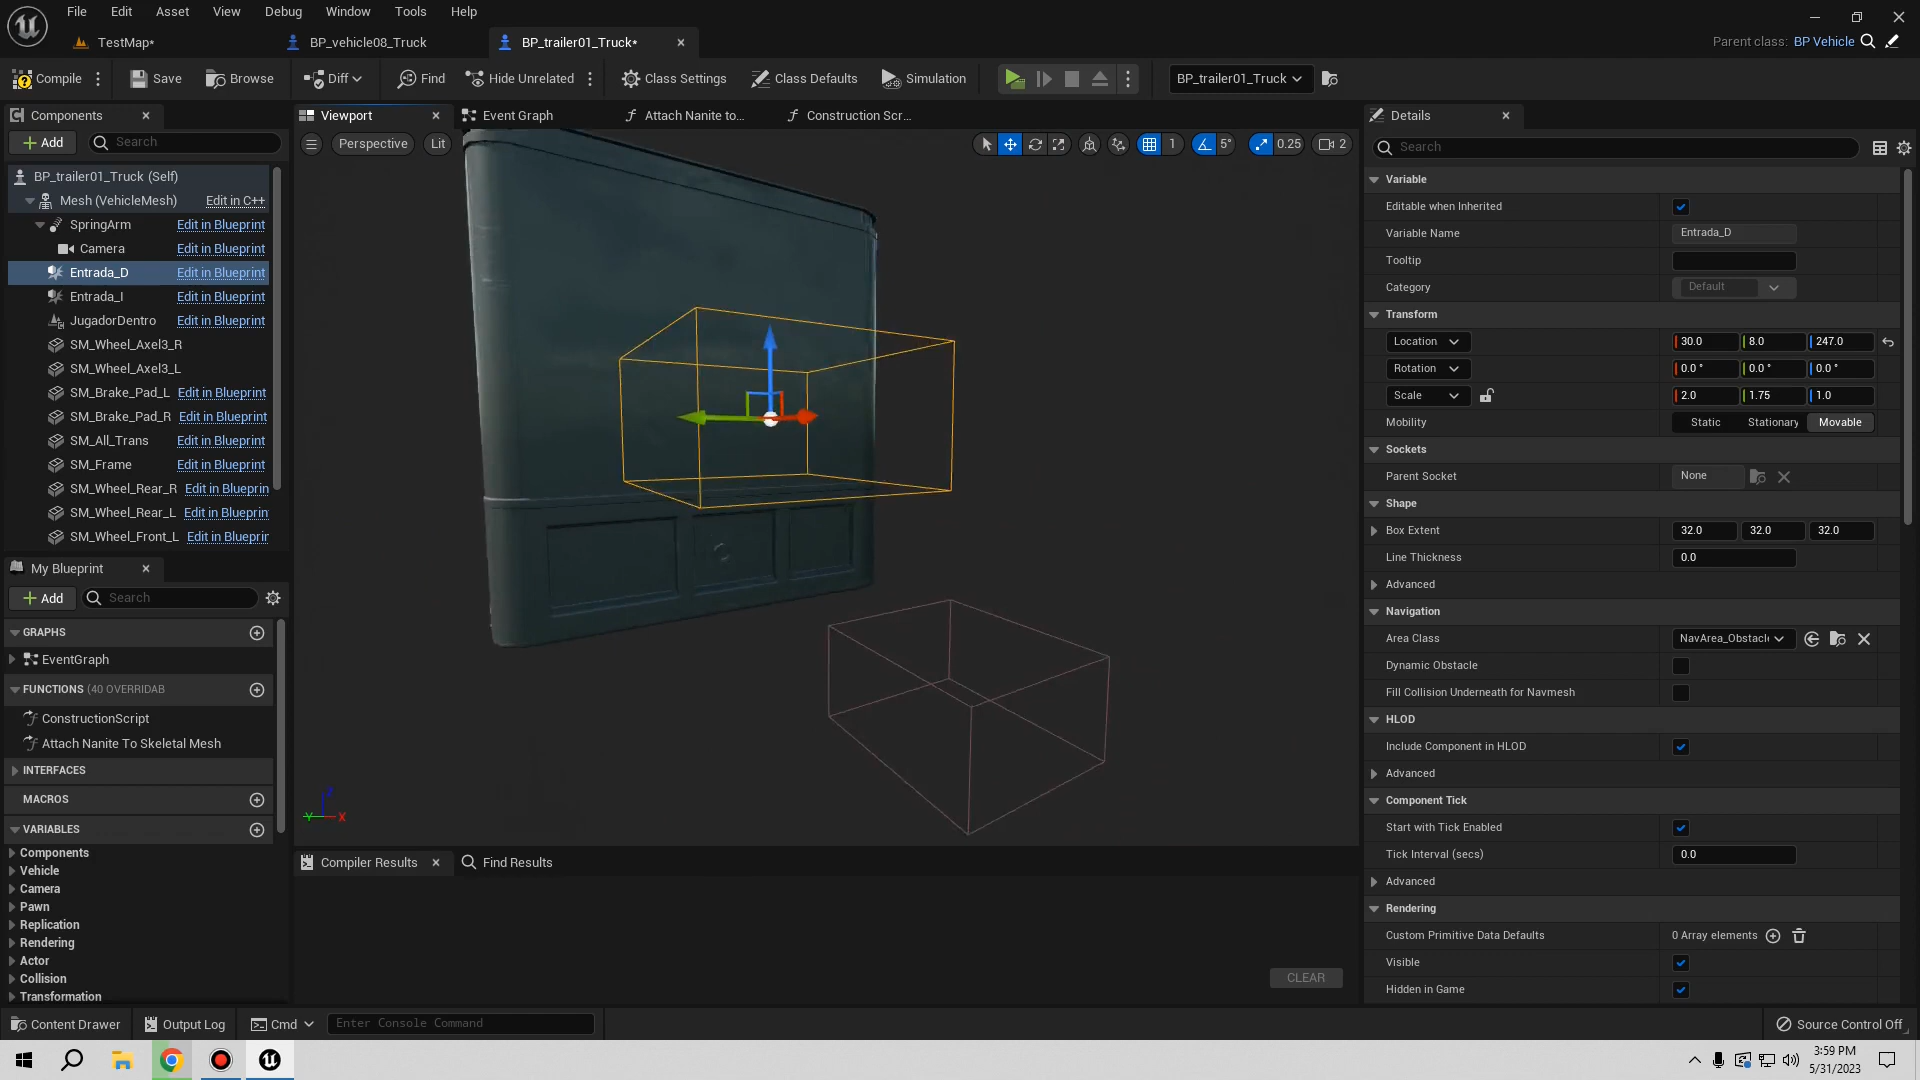 File Edit Asset View Debug Window Tools Help
TestMap* BP_vehicle08_Truck BP_trailer01_Truck* Parent class: BP Vehicle
Compile Save Browse Diff Find Hide Unrelated Class Settings Class Defaults Simulation BP_trailer01_Truck
Components Viewport Event Graph Attach Nanite to... Construction Scr... Details
Add Search Perspective Lit 1 5° 0.25 2 Search
BP_trailer01_Truck (Self)
Mesh (VehicleMesh) Edit in C++
SpringArm Edit in Blueprint
Camera Edit in Blueprint
Entrada_D Edit in Blueprint
Entrada_I Edit in Blueprint
JugadorDentro Edit in Blueprint
SM_Wheel_Axel3_R
SM_Wheel_Axel3_L
SM_Brake_Pad_L Edit in Blueprint
SM_Brake_Pad_R Edit in Blueprint
SM_All_Trans Edit in Blueprint
SM_Frame Edit in Blueprint
SM_Wheel_Rear_R Edit in Blueprin
SM_Wheel_Rear_L Edit in Blueprin
SM_Wheel_Front_L Edit in Blueprin
My Blueprint
Add Search
GRAPHS
EventGraph
FUNCTIONS (40 OVERRIDAB
ConstructionScript
Attach Nanite To Skeletal Mesh
INTERFACES
MACROS
VARIABLES
Components
Vehicle
Camera
Pawn
Replication
Rendering
Actor
Collision
Transformation
Z Y X
Compiler Results Find Results
CLEAR
Variable
Editable when Inherited
Variable Name Entrada_D
Tooltip
Category Default
Transform
Location 30.0 8.0 247.0
Rotation 0.0 ° 0.0 ° 0.0 °
Scale 2.0 1.75 1.0
Mobility Static Stationary Movable
Sockets
Parent Socket None
Shape
Box Extent 32.0 32.0 32.0
Line Thickness 0.0
Advanced
Navigation
Area Class NavArea_Obstacl
Dynamic Obstacle
Fill Collision Underneath for Navmesh
HLOD
Include Component in HLOD
Advanced
Component Tick
Start with Tick Enabled
Tick Interval (secs) 0.0
Advanced
Rendering
Custom Primitive Data Defaults 0 Array elements
Visible
Hidden in Game
Content Drawer Output Log Cmd Enter Console Command Source Control Off
3:59 PM
5/31/2023